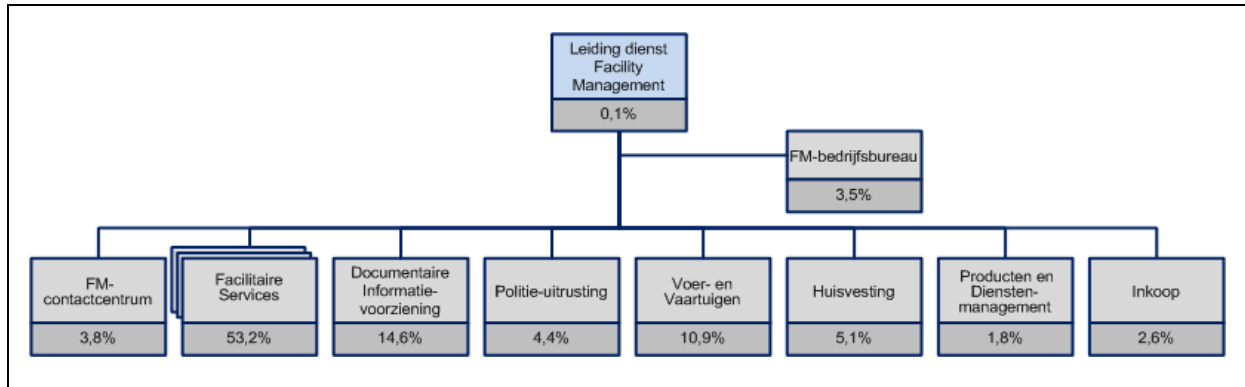 Leiding dienst
Facility
Management
0,1%
FM-bedrijfsbureau
3,5%
FM-
contactcentrum
3,8%
Facilitaire
Services
53,2%
Documentaire
Informatie-
voorziening
14,6%
Politie-uitrusting
4,4%
Voer- en
Vaartuigen
10,9%
Huisvesting
5,1%
Producten en
Diensten-
management
1,8%
Inkoop
2,6%